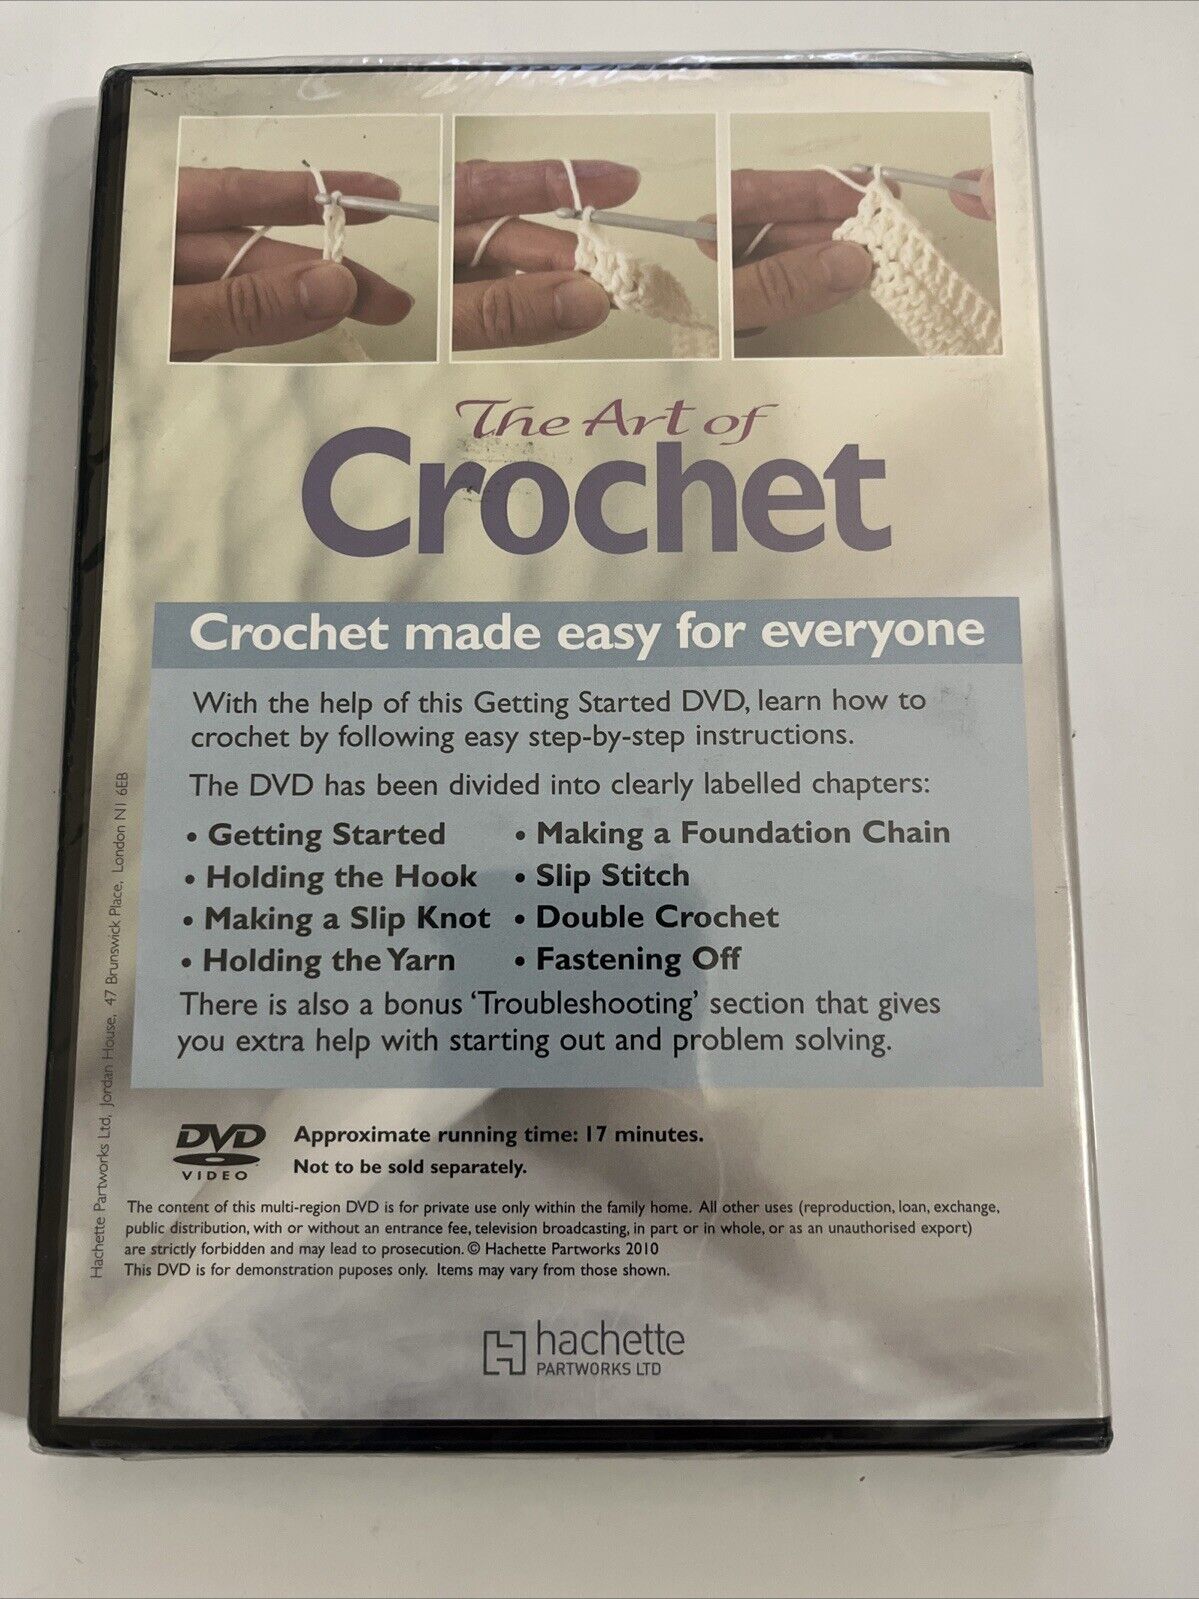 The Art of
Crochet
Crochet made easy for everyone
With the help of this Getting Started DVD, learn how to
crochet by following easy step-by-step instructions.
The DVD has been divided into clearly labelled chapters:
• Getting Started
• Holding the Hook
• Making a Slip Knot
• Holding the Yarn
• Making a Foundation Chain
• Slip Stitch
• Double Crochet
• Fastening Off
There is also a bonus ‘Troubleshooting’ section that gives
you extra help with starting out and problem solving.
DVD
VIDEO
Approximate running time: 17 minutes.
Not to be sold separately.
The content of this multi-region DVD is for private use only within the family home. All other uses (reproduction, loan, exchange,
public distribution, with or without an entrance fee, television broadcasting, in part or in whole, or as an unauthorised export)
are strictly forbidden and may lead to prosecution. © Hachette Partworks 2010
This DVD is for demonstration puposes only. Items may vary from those shown.
hachette
PARTWORKS LTD
Hachette Partworks Ltd, Jordan House, 47 Brunswick Place, London N1 6EB